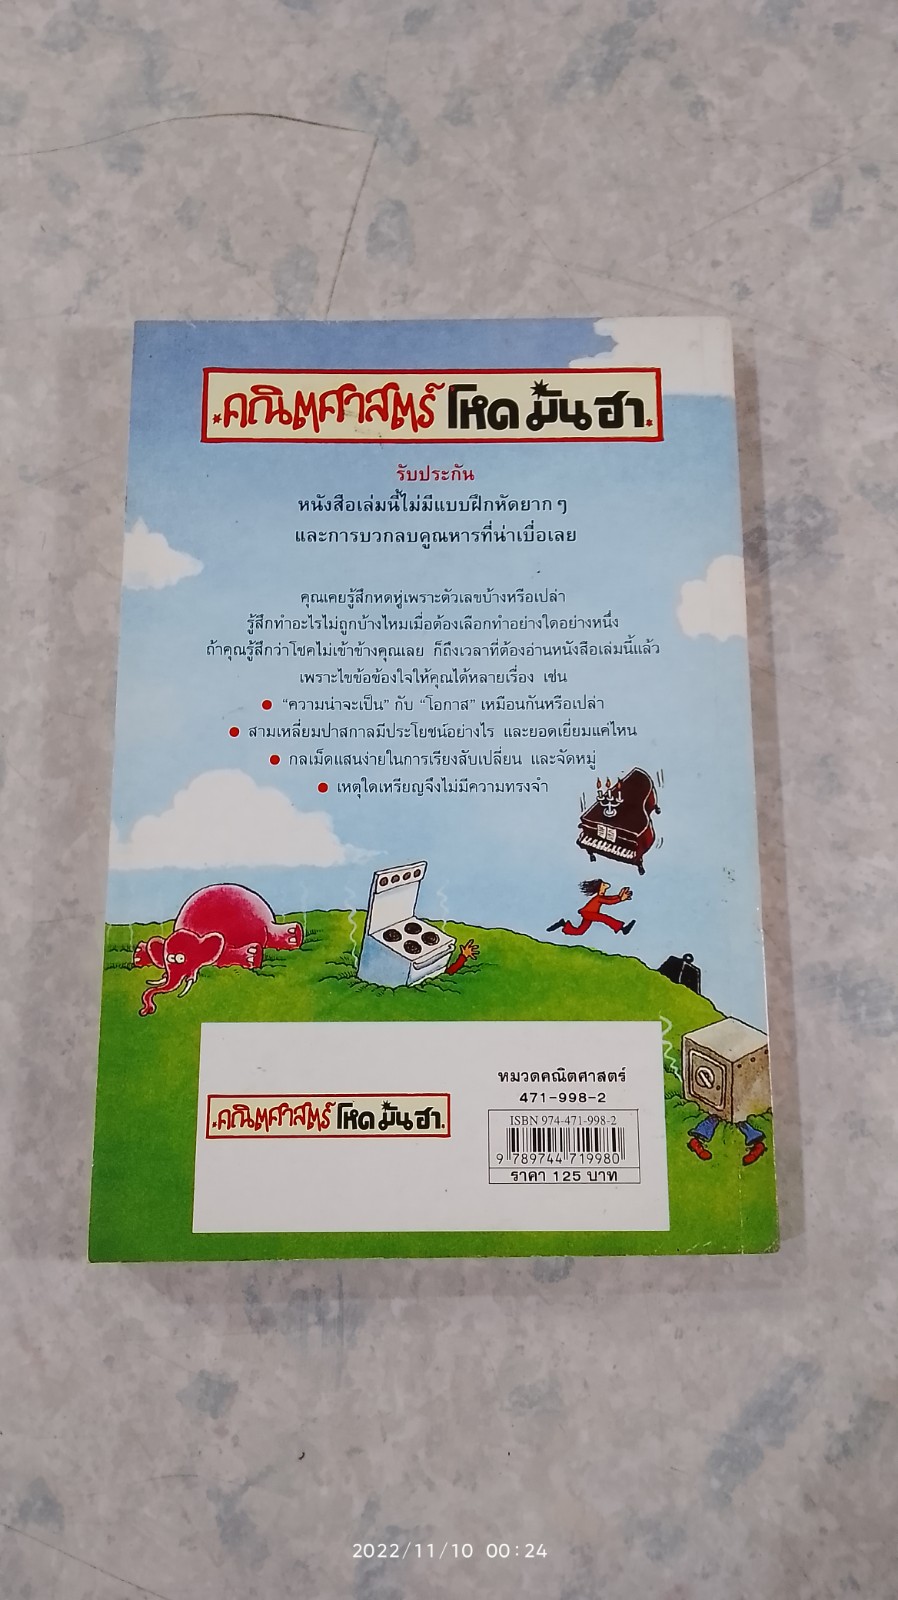 คณิตศาสตร์ โหด มัน ฮา
รับประกัน
หนังสือเล่มนี้ไม่มีแบบฝึกหัดยาก ๆ
และการบวกลบคูณหารที่น่าเบื่อเลย
คุณเคยรู้สึกหดหู่เพราะตัวเลขบ้างหรือเปล่า
รู้สึกทำอะไรไม่ถูกบ้างไหมเมื่อต้องเลือกทำอย่างใดอย่างหนึ่ง
ถ้าคุณรู้สึกว่าโชคไม่เข้าข้างคุณเลย ก็ถึงเวลาที่ต้องอ่านหนังสือเล่มนี้แล้ว
เพราะไขข้อข้องใจให้คุณได้หลายเรื่อง เช่น
● “ความน่าจะเป็น” กับ “โอกาส” เหมือนกันหรือเปล่า
● สามเหลี่ยมปาสกาลมีประโยชน์อย่างไร และยอดเยี่ยมแค่ไหน
● กลเม็ดแสนง่ายในการเรียงสับเปลี่ยน และจัดหมู่
● เหตุใดเหรียญจึงไม่มีความทรงจำ
คณิตศาสตร์ โหด มัน ฮา
หมวดคณิตศาสตร์
471-998-2
ISBN 974-471-998-2
9 789744 719980
ราคา 125 บาท
2022/11/10 00:24